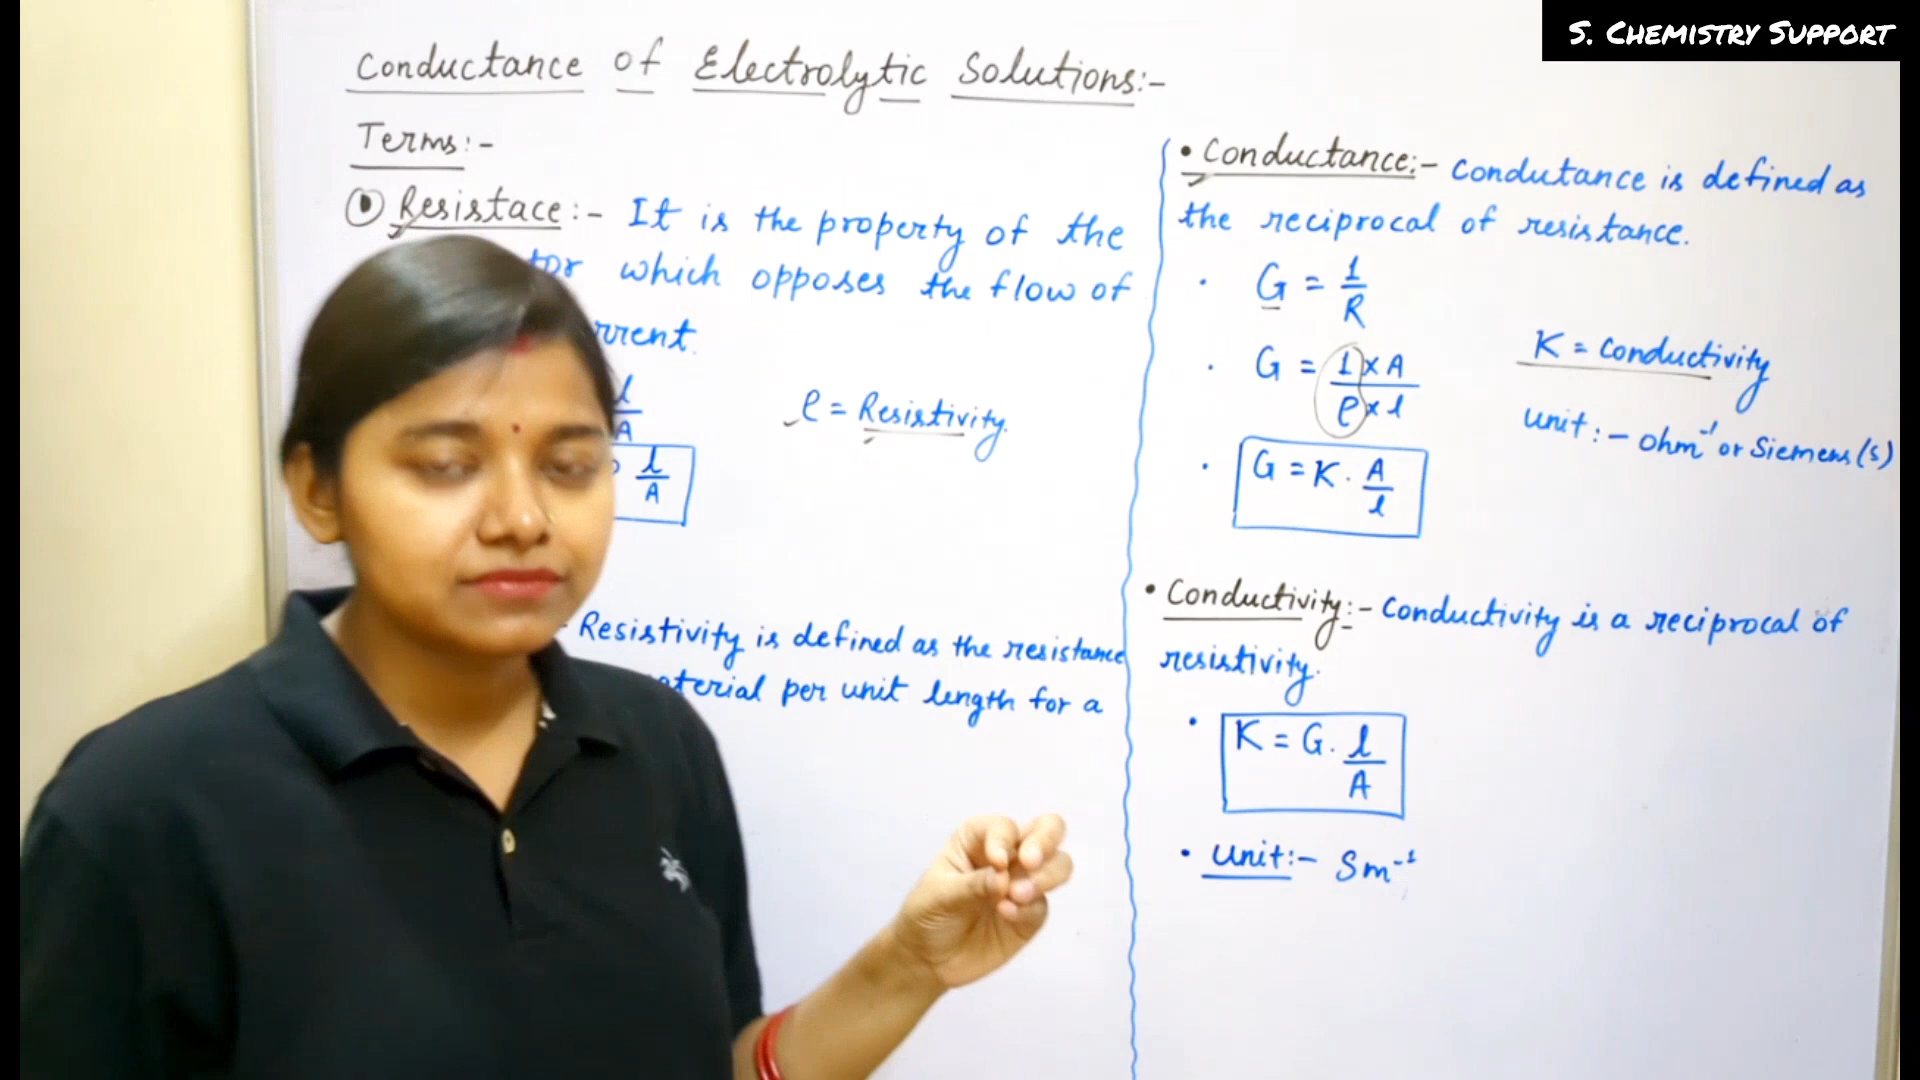 S. Chemistry Support
Conductance of Electrolytic Solutions:-
Terms:-
① Resistace:- It is the property of the
tor which opposes the flow of
rrent.
l
A
l
A
ρ = Resistivity.
Resistivity is defined as the resistance
aterial per unit length for a
• Conductance:- Condutance is defined as
the reciprocal of resistance.
• G = 1/R
• G = 1 × A / ρ × l
K = Conductivity
unit:- ohm⁻¹ or Siemens(s)
• G = K . A/l
• Conductivity:- Conductivity is a reciprocal of
resistivity.
• K = G. l/A
• Unit:- Sm⁻¹